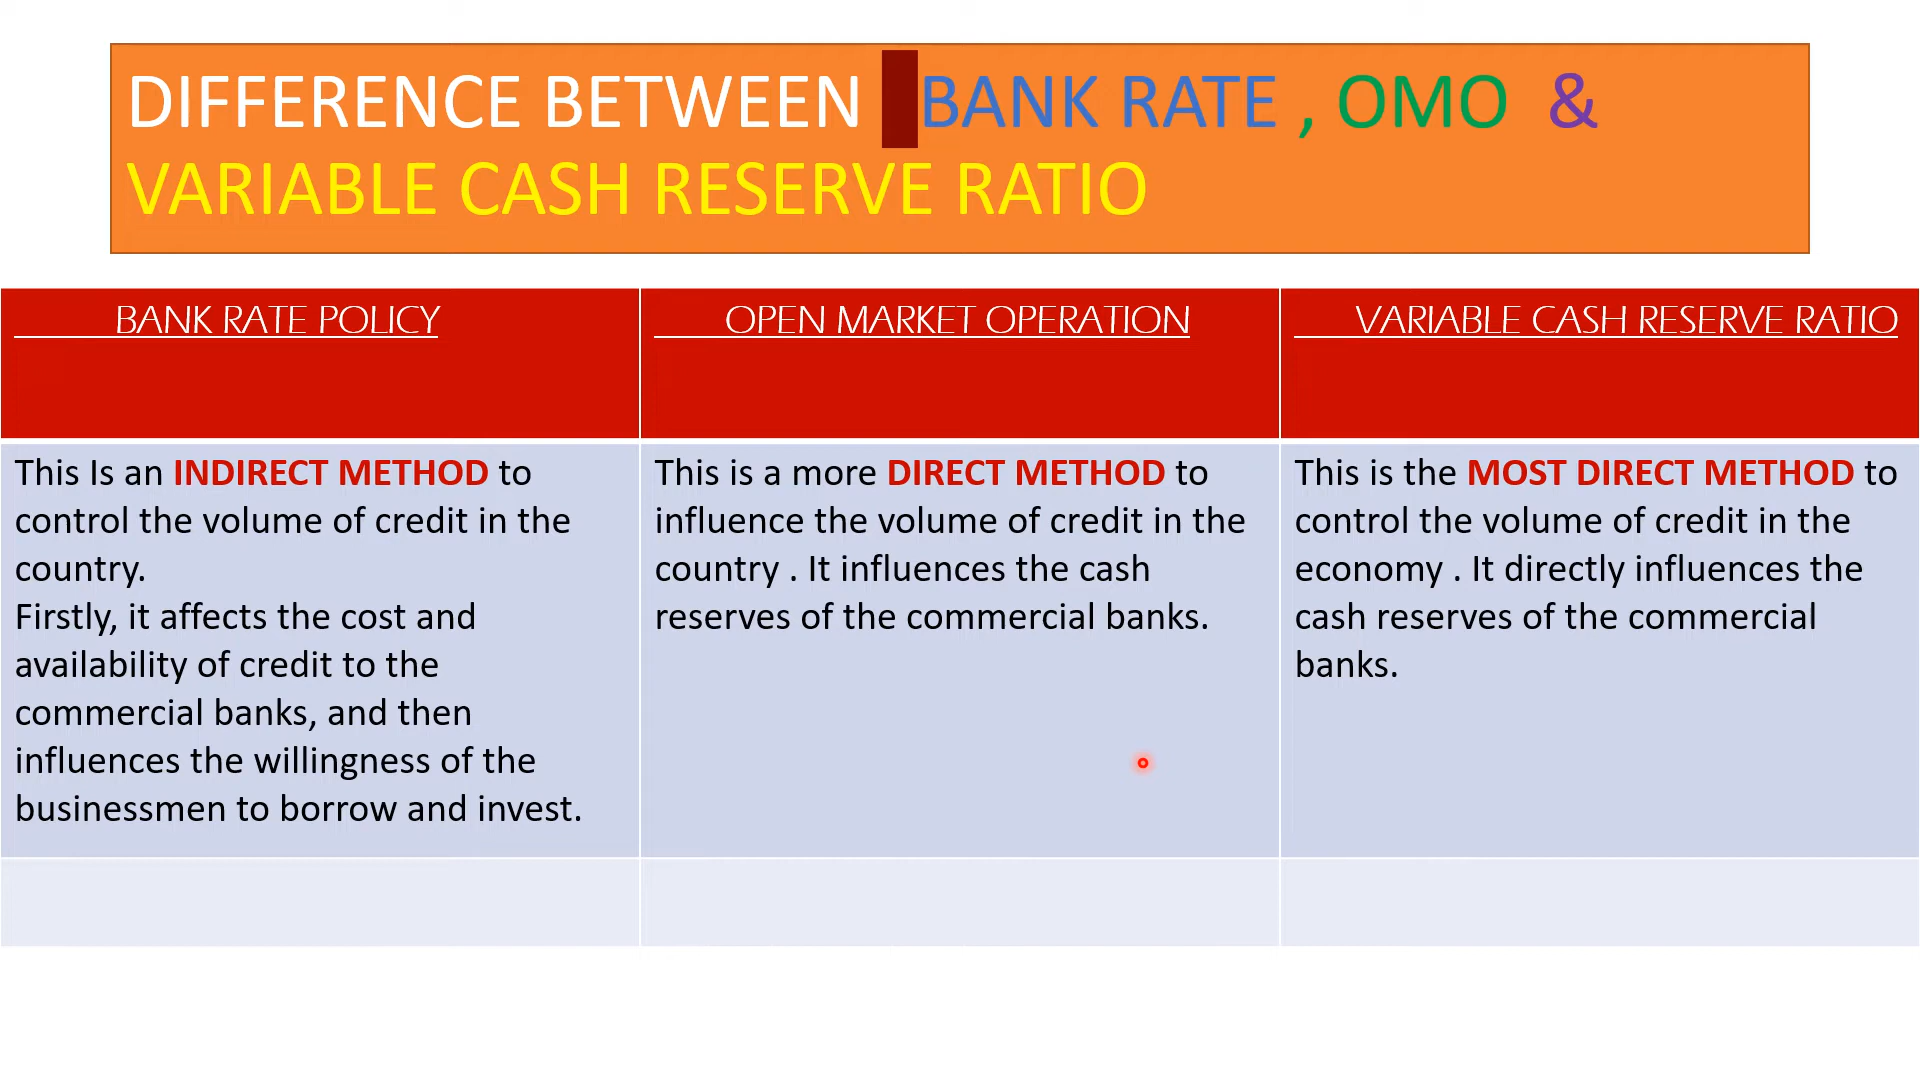 DIFFERENCE BETWEEN BANK RATE , OMO &
VARIABLE CASH RESERVE RATIO
BANK RATE POLICY
OPEN MARKET OPERATION
VARIABLE CASH RESERVE RATIO
This Is an INDIRECT METHOD to
control the volume of credit in the
country.
Firstly, it affects the cost and
availability of credit to the
commercial banks, and then
influences the willingness of the
businessmen to borrow and invest.
This is a more DIRECT METHOD to
influence the volume of credit in the
country . It influences the cash
reserves of the commercial banks.
This is the MOST DIRECT METHOD to
control the volume of credit in the
economy . It directly influences the
cash reserves of the commercial
banks.